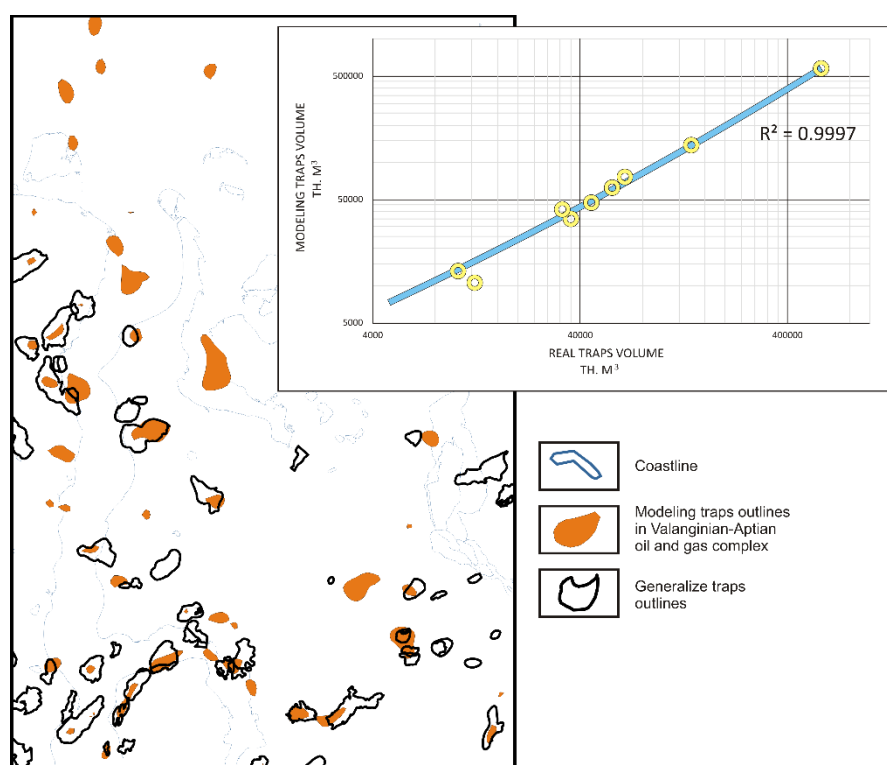 MODELING TRAPS VOLUME
TH. M³
500000
50000
5000
R² = 0.9997
4000
40000
400000
REAL TRAPS VOLUME
TH. M³
Coastline
Modeling traps outlines
in Valanginian-Aptian
oil and gas complex
Generalize traps
outlines